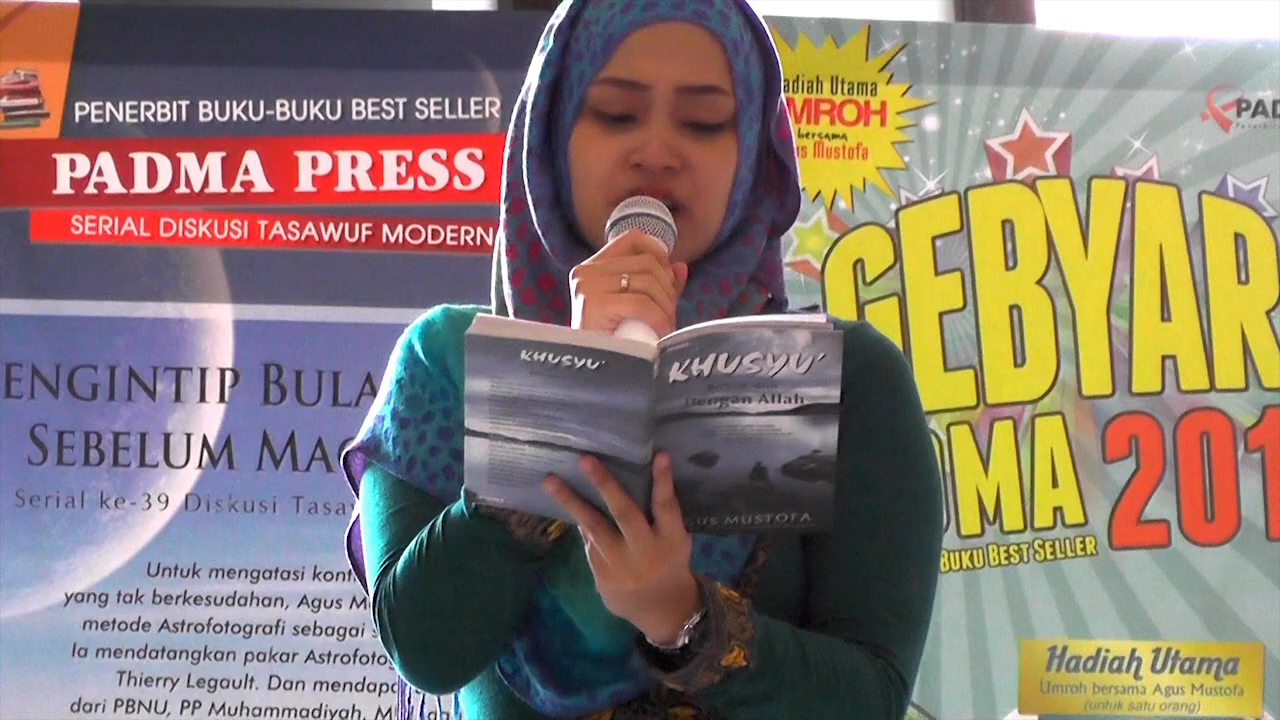 PENERBIT BUKU-BUKU BEST SELLER
PADMA PRESS
SERIAL DISKUSI TASAWUF MODERN
ENGINTIP BULA
SEBELUM MAG
Serial ke-39 Diskusi Tasa
Untuk mengatasi kont
yang tak berkesudahan, Agus M
metode Astrofotografi sebagai
Ia mendatangkan pakar Astrofotog
Thierry Legault. Dan mendapa
dari PBNU, PP Muhammadiyah, M
KHUSYU'
KHUSYU'
Dengan Allah
AGUS MUSTOFA
adiah Utama
MROH
bersama
s Mustofa
PAD
GEBYAR
DMA 201
BUKU BEST SELLER
Hadiah Utama
Umroh bersama Agus Mustofa
(untuk satu orang)